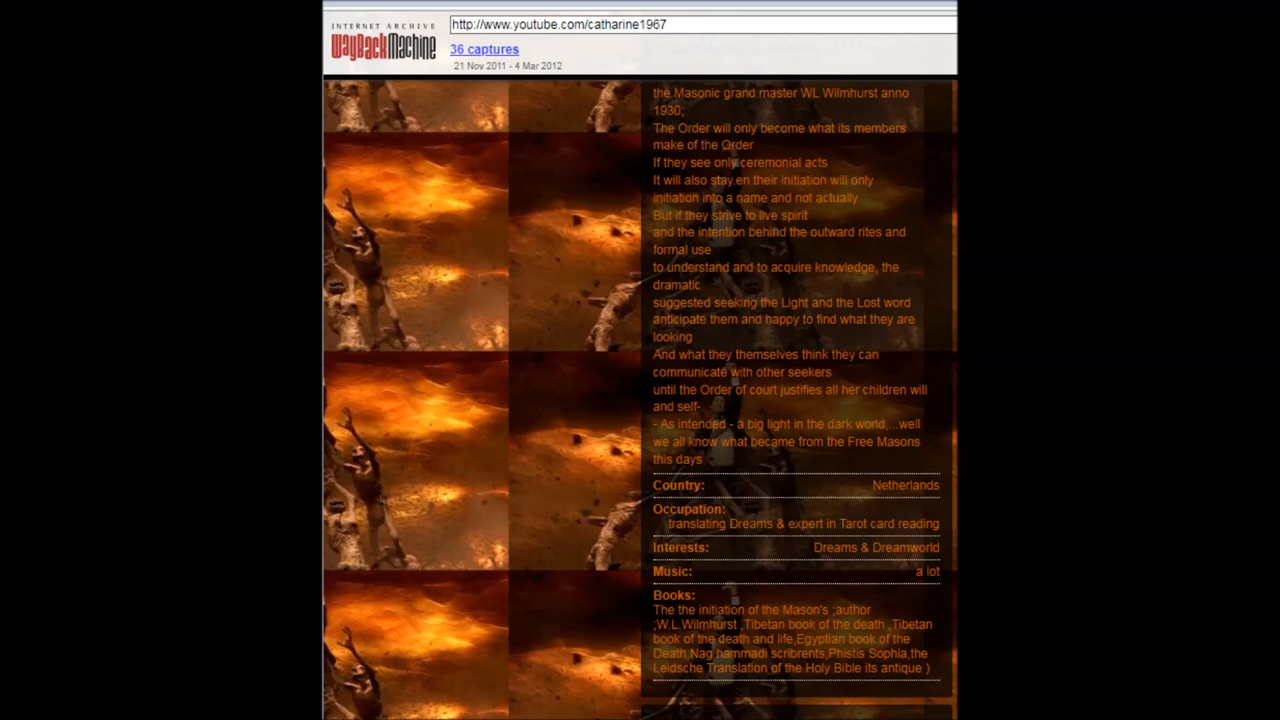 INTERNET ARCHIVE
WayBackMachine
http://www.youtube.com/catharine1967
36 captures
21 Nov 2011 - 4 Mar 2012
the Masonic grand master WL Wilmhurst anno
1930;
The Order will only become what its members
make of the Order
If they see only ceremonial acts
It will also stay.en their initiation will only
initiation into a name and not actually
But if they strive to live spirit
and the intention behind the outward rites and
formal use
to understand and to acquire knowledge, the
dramatic
suggested seeking the Light and the Lost word
anticipate them and happy to find what they are
looking
And what they themselves think they can
communicate with other seekers
until the Order of court justifies all her children will
and self-
- As intended - a big light in the dark world,...well
we all know what became from the Free Masons
this days
Country: Netherlands
Occupation:
translating Dreams & expert in Tarot card reading
Interests: Dreams & Dreamworld
Music: a lot
Books:
The the initiation of the Mason's ;author
;W.L.Wilmhurst ,Tibetan book of the death ,Tibetan
book of the death and life,Egyptian book of the
Death,Nag hammadi scribrents,Phistis Sophia,the
Leidsche Translation of the Holy Bible its antique )